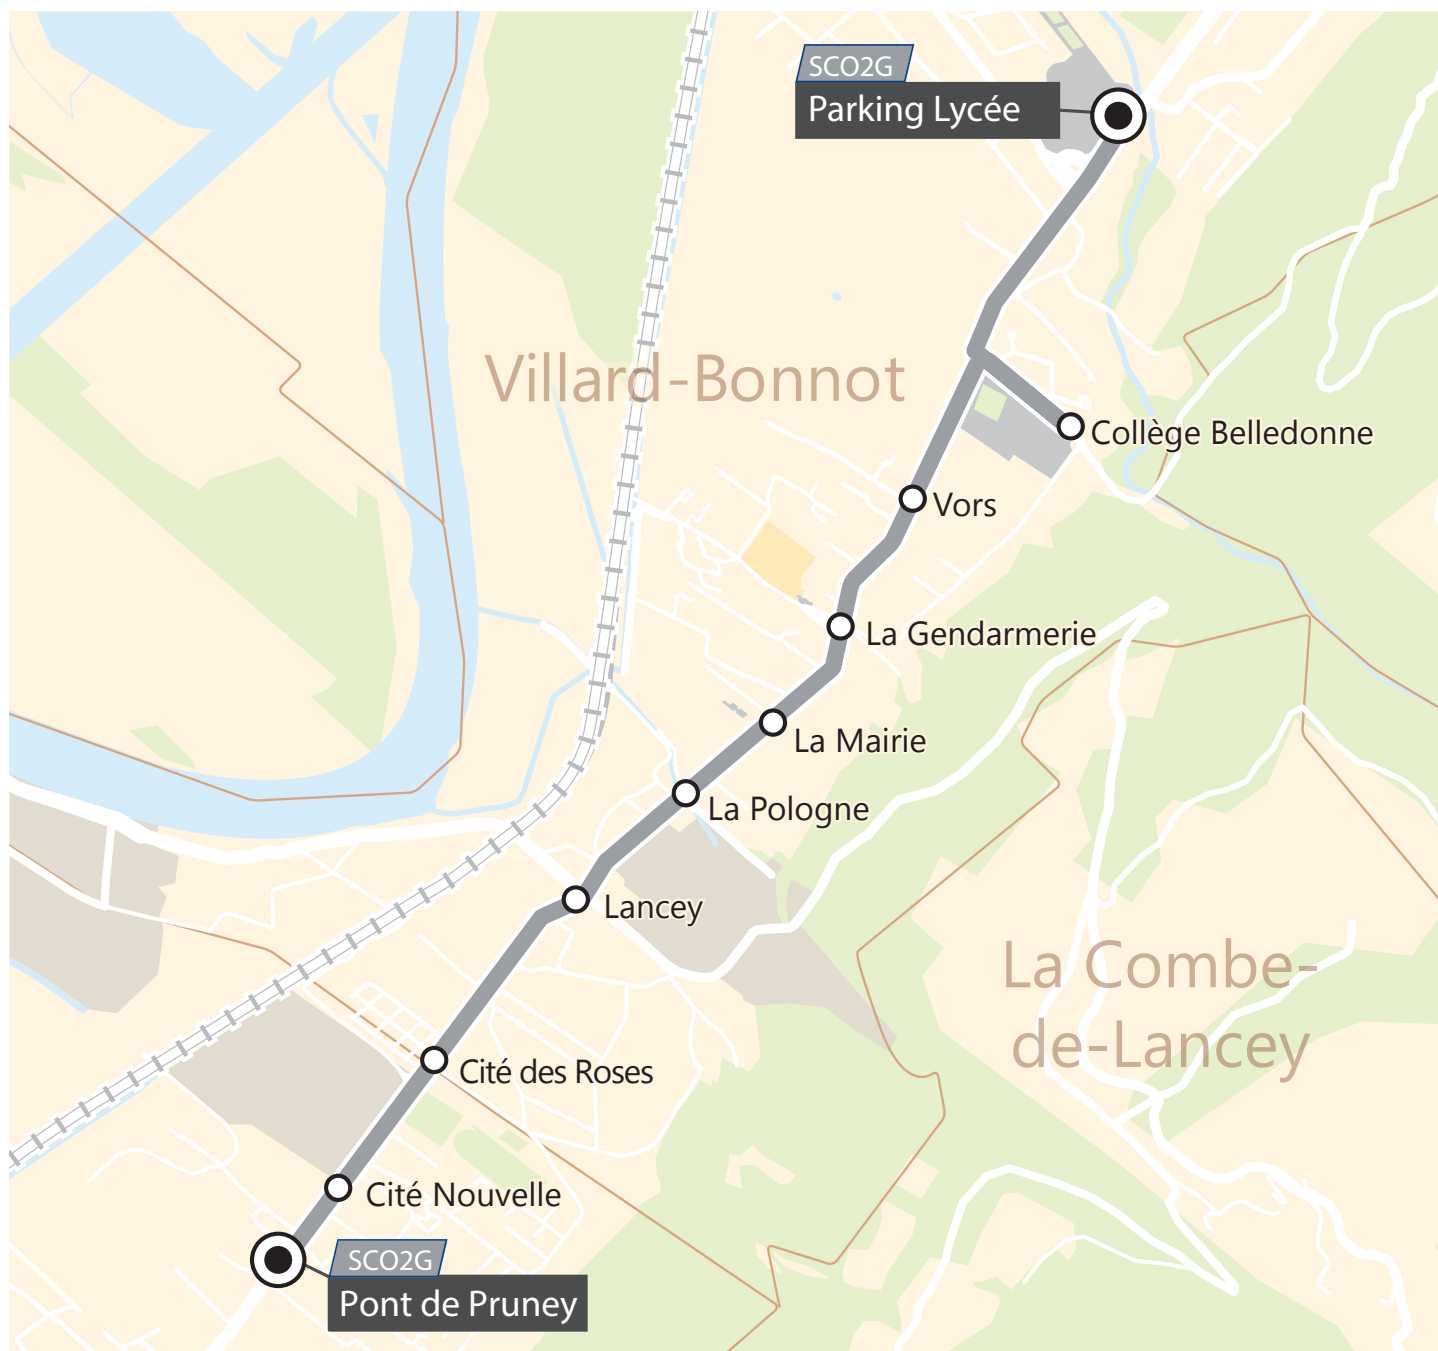 SCO2G
Parking Lycée
Villard-Bonnot
Collège Belledonne
Vors
La Gendarmerie
La Mairie
La Pologne
Lancey
La Combe-
de-Lancey
Cité des Roses
Cité Nouvelle
SCO2G
Pont de Pruney